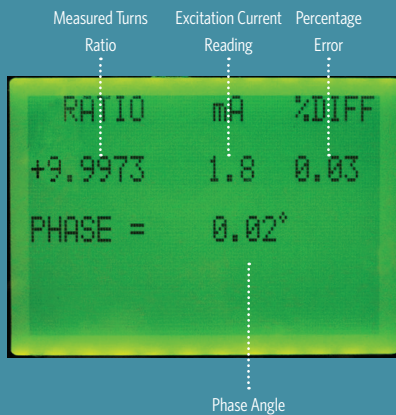 Measured Turns Ratio
Excitation Current Reading
Percentage Error
RATIO mA %DIFF
+9.9973 1.8 0.03
PHASE = 0.02°
Phase Angle